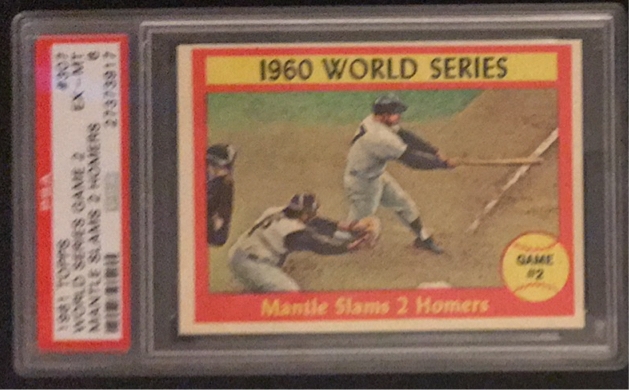 1961 TOPPS #307
WORLD SERIES GAME 2 EX-MT
MANTLE SLAMS 2 HOMERS 6
27373917
PSA
1960 WORLD SERIES
GAME
#2
Mantle Slams 2 Homers